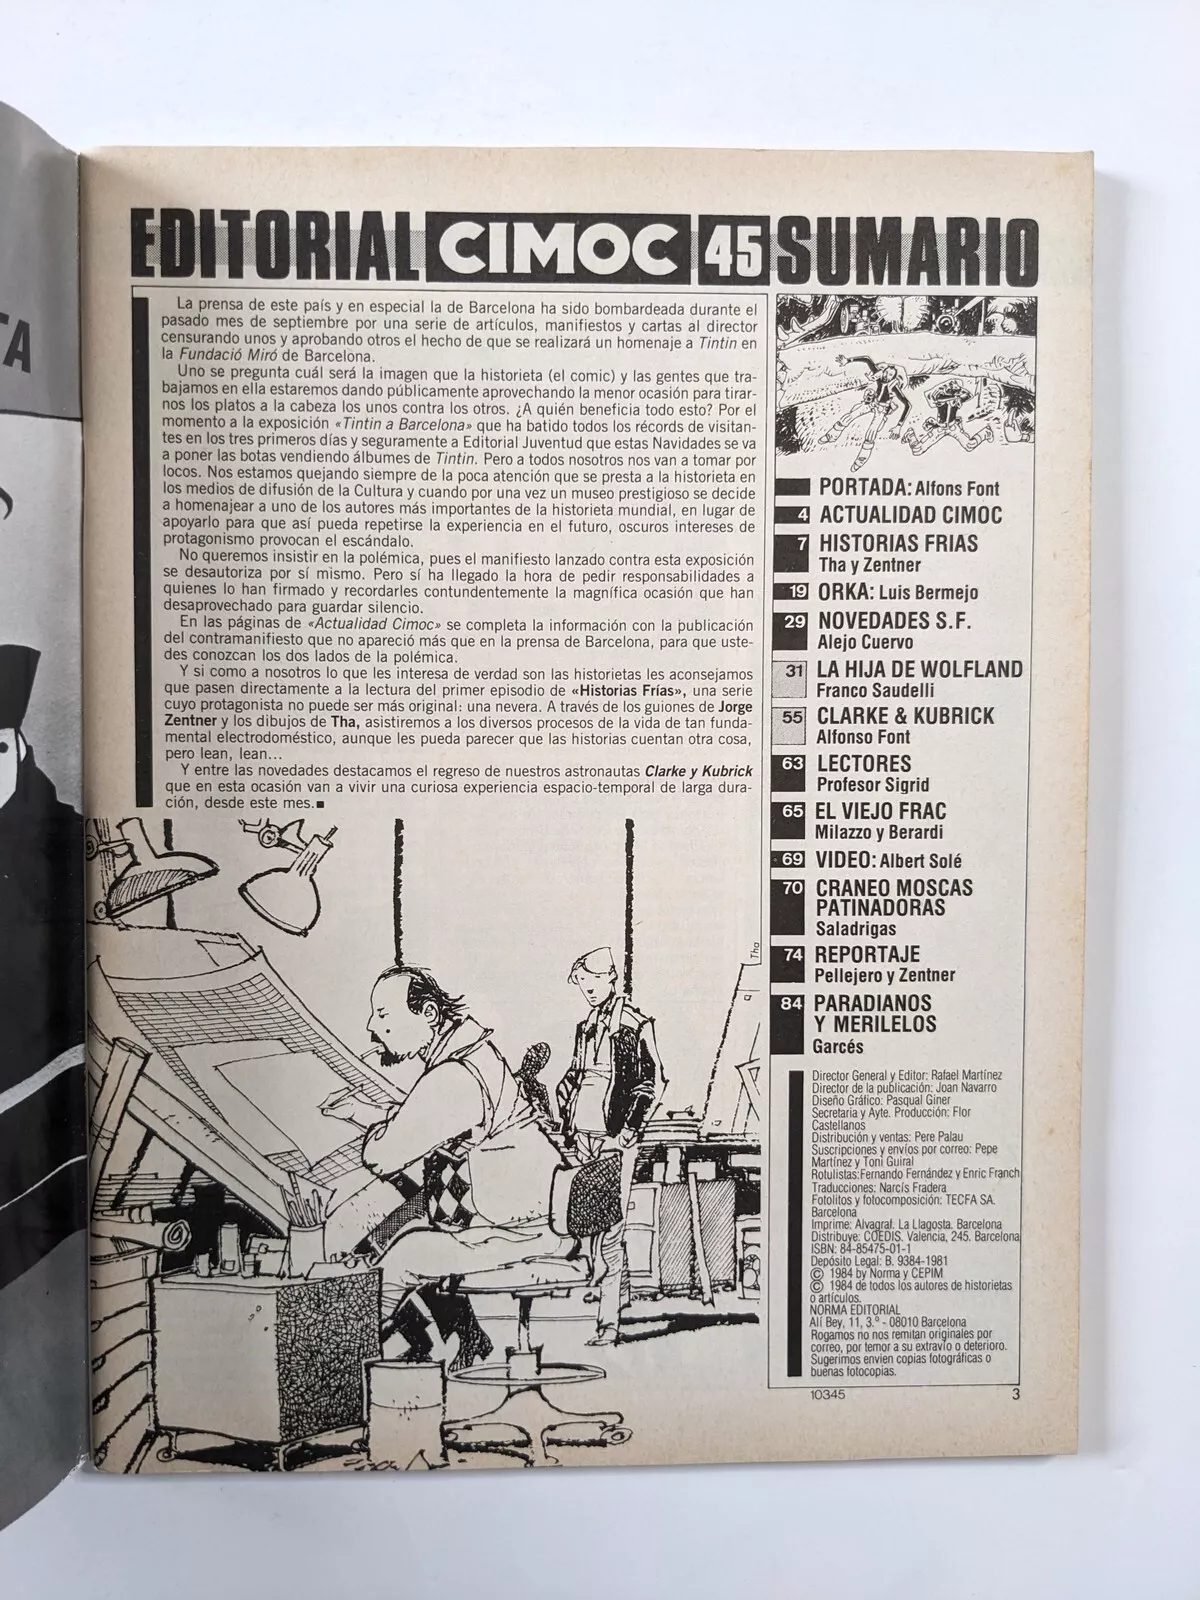 TA
EDITORIAL CIMOC 45 SUMARIO
La prensa de este país y en especial la de Barcelona ha sido bombardeada durante el
pasado mes de septiembre por una serie de artículos, manifiestos y cartas al director
censurando unos y aprobando otros el hecho de que se realizará un homenaje a Tintin en
la Fundació Miró de Barcelona.
Uno se pregunta cuál será la imagen que la historieta (el comic) y las gentes que tra-
bajamos en ella estaremos dando públicamente aprovechando la menor ocasión para tirar-
nos los platos a la cabeza los unos contra los otros. ¿A quién beneficia todo esto? Por el
momento a la exposición «Tintin a Barcelona» que ha batido todos los récords de visitan-
tes en los tres primeros días y seguramente a Editorial Juventud que estas Navidades se va
a poner las botas vendiendo álbumes de Tintin. Pero a todos nosotros nos van a tomar por
locos. Nos estamos quejando siempre de la poca atención que se presta a la historieta en
los medios de difusión de la Cultura y cuando por una vez un museo prestigioso se decide
a homenajear a uno de los autores más importantes de la historieta mundial, en lugar de
apoyarlo para que así pueda repetirse la experiencia en el futuro, oscuros intereses de
protagonismo provocan el escándalo.
No queremos insistir en la polémica, pues el manifiesto lanzado contra esta exposición
se desautoriza por sí mismo. Pero sí ha llegado la hora de pedir responsabilidades a
quienes lo han firmado y recordarles contundentemente la magnífica ocasión que han
desaprovechado para guardar silencio.
En las páginas de «Actualidad Cimoc» se completa la información con la publicación
del contramanifiesto que no apareció más que en la prensa de Barcelona, para que uste-
des conozcan los dos lados de la polémica.
Y si como a nosotros lo que les interesa de verdad son las historietas les aconsejamos
que pasen directamente a la lectura del primer episodio de «Historias Frías», una serie
cuyo protagonista no puede ser más original: una nevera. A través de los guiones de Jorge
Zentner y los dibujos de Tha, asistiremos a los diversos procesos de la vida de tan funda-
mental electrodoméstico, aunque les pueda parecer que las historias cuentan otra cosa,
pero lean, lean...
Y entre las novedades destacamos el regreso de nuestros astronautas Clarke y Kubrick
que en esta ocasión van a vivir una curiosa experiencia espacio-temporal de larga dura-
ción, desde este mes.■
Tha
PORTADA: Alfons Font
4 ACTUALIDAD CIMOC
7 HISTORIAS FRIAS
Tha y Zentner
19 ORKA: Luis Bermejo
29 NOVEDADES S.F.
Alejo Cuervo
31 LA HIJA DE WOLFLAND
Franco Saudelli
55 CLARKE & KUBRICK
Alfonso Font
63 LECTORES
Profesor Sigrid
65 EL VIEJO FRAC
Milazzo y Berardi
69 VIDEO: Albert Solé
70 CRANEO MOSCAS
PATINADORAS
Saladrigas
74 REPORTAJE
Pellejero y Zentner
84 PARADIANOS
Y MERILELOS
Garcés
Director General y Editor: Rafael Martínez
Director de la publicación: Joan Navarro
Diseño Gráfico: Pasqual Giner
Secretaria y Ayte. Producción: Flor
Castellanos
Distribución y ventas: Pere Palau
Suscripciones y envíos por correo: Pepe
Martínez y Toni Guiral
Rotulistas:Fernando Fernández y Enric Franch
Traducciones: Narcís Fradera
Fotolitos y fotocomposición: TECFA SA.
Barcelona
Imprime: Alvagraf. La Llagosta. Barcelona
Distribuye: COEDIS. Valencia, 245. Barcelona
ISBN: 84-85475-01-1
Depósito Legal: B. 9384-1981
© 1984 by Norma y CEPIM
© 1984 de todos los autores de historietas
o artículos.
NORMA EDITORIAL
Alí Bey, 11, 3.º - 08010 Barcelona
Rogamos no nos remitan originales por
correo, por temor a su extravío o deterioro.
Sugerimos envien copias fotográficas o
buenas fotocopias.
10345
3